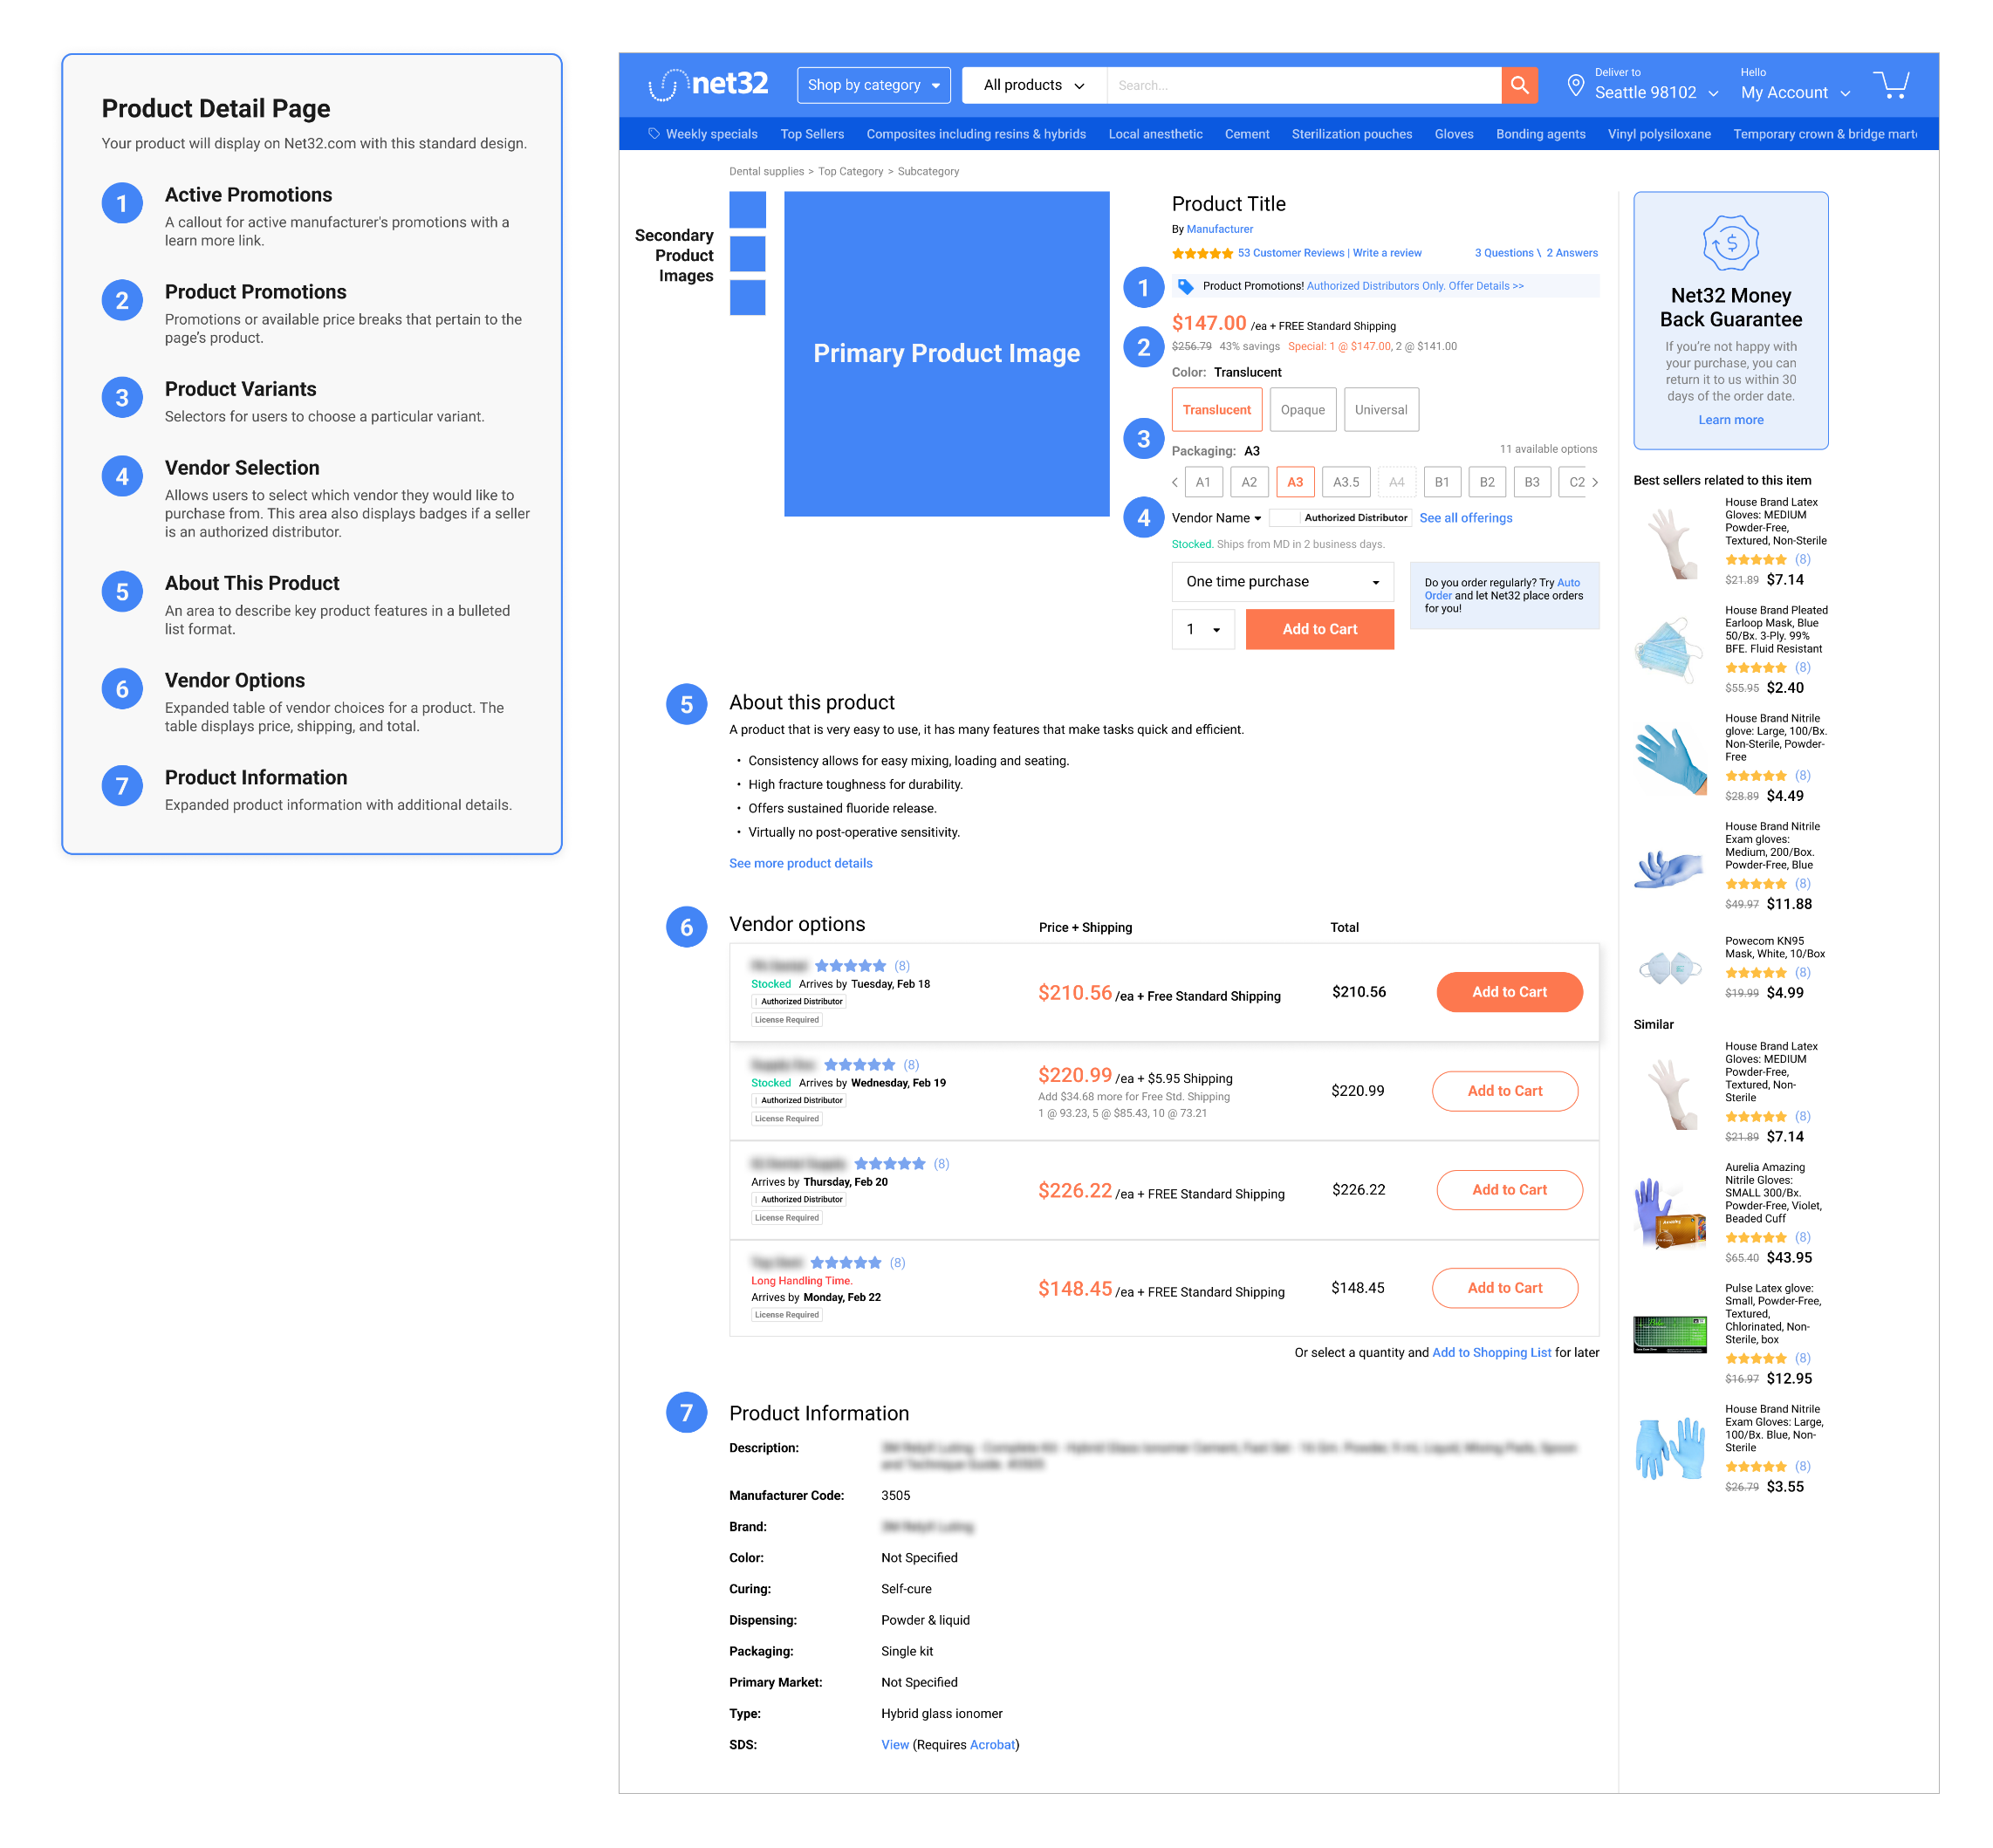 Product Detail Page
Your product will display on Net32.com with this standard design.
1
Active Promotions
A callout for active manufacturer's promotions with a
learn more link.
2
Product Promotions
Promotions or available price breaks that pertain to the
page's product.
3
Product Variants
Selectors for users to choose a particular variant.
4
Vendor Selection
Allows users to select which vendor they would like to
purchase from. This area also displays badges if a seller
is an authorized distributor.
5
About This Product
An area to describe key product features in a bulleted
list format.
6
Vendor Options
Expanded table of vendor choices for a product. The
table displays price, shipping, and total.
7
Product Information
Expanded product information with additional details.
net32
Shop by category
All products
Search...
Deliver to
Seattle 98102
Hello
My Account
Weekly specials Top Sellers Composites including resins & hybrids Local anesthetic Cement Sterilization pouches Gloves Bonding agents Vinyl polysiloxane Temporary crown & bridge mart
Dental supplies > Top Category > Subcategory
Secondary
Product
Images
Primary Product Image
Product Title
By Manufacturer
53 Customer Reviews | Write a review 3 Questions \ 2 Answers
1 Product Promotions! Authorized Distributors Only. Offer Details >>
$147.00 /ea + FREE Standard Shipping
2 $256.79 43% savings Special: 1 @ $147.00, 2 @ $141.00
Color: Translucent
Translucent Opaque Universal
3
Packaging: A3 11 available options
< A1 A2 A3 A3.5 A4 B1 B2 B3 C2 >
4 Vendor Name Authorized Distributor See all offerings
Stocked. Ships from MD in 2 business days.
One time purchase
1 Add to Cart
Do you order regularly? Try Auto
Order and let Net32 place orders
for you!
5 About this product
A product that is very easy to use, it has many features that make tasks quick and efficient.
• Consistency allows for easy mixing, loading and seating.
• High fracture toughness for durability.
• Offers sustained fluoride release.
• Virtually no post-operative sensitivity.
See more product details
6 Vendor options Price + Shipping Total
(8)
Stocked Arrives by Tuesday, Feb 18
Authorized Distributor
License Required
$210.56 /ea + Free Standard Shipping $210.56 Add to Cart
(8)
Stocked Arrives by Wednesday, Feb 19
Authorized Distributor
License Required
$220.99 /ea + $5.95 Shipping
Add $34.68 more for Free Std. Shipping
1 @ 93.23, 5 @ $85.43, 10 @ 73.21
$220.99 Add to Cart
(8)
Arrives by Thursday, Feb 20
Authorized Distributor
License Required
$226.22 /ea + FREE Standard Shipping $226.22 Add to Cart
(8)
Long Handling Time.
Arrives by Monday, Feb 22
License Required
$148.45 /ea + FREE Standard Shipping $148.45 Add to Cart
Or select a quantity and Add to Shopping List for later
7 Product Information
Description:
Manufacturer Code: 3505
Brand:
Color: Not Specified
Curing: Self-cure
Dispensing: Powder & liquid
Packaging: Single kit
Primary Market: Not Specified
Type: Hybrid glass ionomer
SDS: View (Requires Acrobat)
$
Net32 Money
Back Guarantee
If you're not happy with
your purchase, you can
return it to us within 30
days of the order date.
Learn more
Best sellers related to this item
House Brand Latex
Gloves: MEDIUM
Powder-Free,
Textured, Non-Sterile
(8)
$21.89 $7.14
House Brand Pleated
Earloop Mask, Blue
50/Bx. 3-Ply. 99%
BFE. Fluid Resistant
(8)
$55.95 $2.40
House Brand Nitrile
glove: Large, 100/Bx.
Non-Sterile, Powder-
Free
(8)
$28.89 $4.49
House Brand Nitrile
Exam gloves:
Medium, 200/Box.
Powder-Free, Blue
(8)
$49.97 $11.88
Powecom KN95
Mask, White, 10/Box
(8)
$19.99 $4.99
Similar
House Brand Latex
Gloves: MEDIUM
Powder-Free,
Textured, Non-
Sterile
(8)
$21.89 $7.14
Aurelia Amazing
Nitrile Gloves:
SMALL 300/Bx.
Powder-Free, Violet,
Beaded Cuff
(8)
$65.40 $43.95
Pulse Latex glove:
Small, Powder-Free,
Textured,
Chlorinated, Non-
Sterile, box
(8)
$16.97 $12.95
House Brand Nitrile
Exam Gloves: Large,
100/Bx. Blue, Non-
Sterile
(8)
$26.79 $3.55